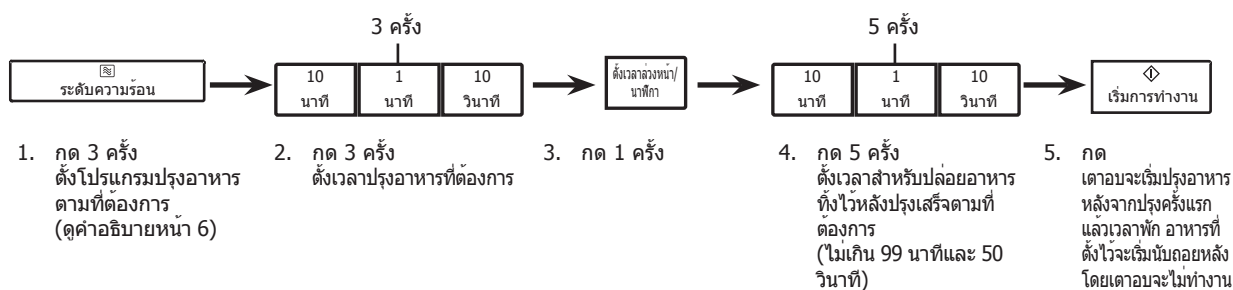 3 ครั้ง
5 ครั้ง
ระดับความร้อน
10 นาที
1 นาที
10 วินาที
ตั้งเวลาล่วงหน้า/
นาฬิกา
10 นาที
1 นาที
10 วินาที
เริ่มการทำงาน
1. กด 3 ครั้ง
ตั้งโปรแกรมปรุงอาหาร
ตามที่ต้องการ
(ดูคำอธิบายหน้า 6)
2. กด 3 ครั้ง
ตั้งเวลาปรุงอาหารที่ต้องการ
3. กด 1 ครั้ง
4. กด 5 ครั้ง
ตั้งเวลาสำหรับปล่อยอาหาร
ทิ้งไว้หลังปรุงเสร็จตามที่
ต้องการ
(ไม่เกิน 99 นาทีและ 50
วินาที)
5. กด
เตาอบจะเริ่มปรุงอาหาร
หลังจากปรุงครั้งแรก
แล้วเวลาพัก อาหารที่
ตั้งไว้จะเริ่มนับถอยหลัง
โดยเตาอบจะไม่ทำงาน